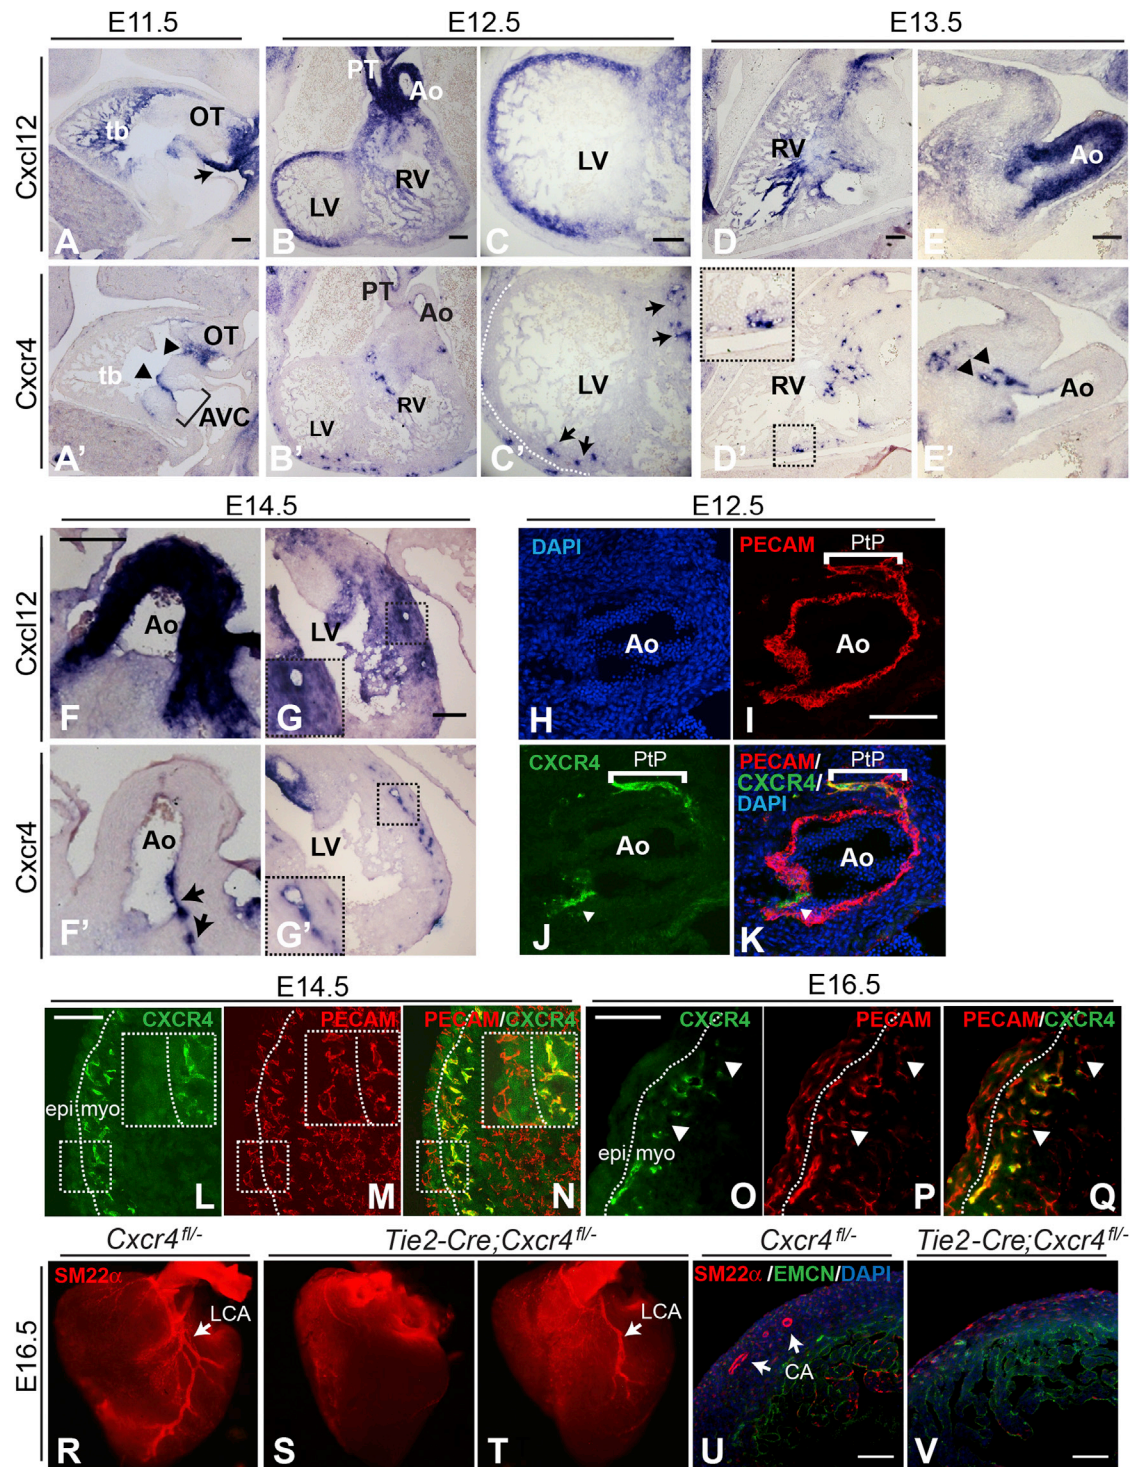 E11.5 E12.5 E13.5
Cxcl12
OT
tb
A
PT
Ao
RV
LV
B
LV
C
RV
D
Ao
E
Cxcr4
OT
tb
AVC
A'
PT
Ao
LV
RV
B'
LV
C'
RV
D'
Ao
E'
E14.5 E12.5
Cxcl12
Ao
F
LV
G
DAPI
Ao
H
PECAM
PtP
Ao
I
Cxcr4
Ao
F'
LV
G'
CXCR4
PtP
Ao
J
PECAM/
CXCR4/
DAPI
PtP
Ao
K
E14.5 E16.5
CXCR4
epi myo
L
PECAM
M
PECAM/CXCR4
N
CXCR4
epi myo
O
PECAM
P
PECAM/CXCR4
Q
Cxcr4fl/- Tie2-Cre;Cxcr4fl/- Cxcr4fl/- Tie2-Cre;Cxcr4fl/-
E16.5
SM22α
LCA
R
S
LCA
T
SM22α/EMCN/DAPI
CA
U
V